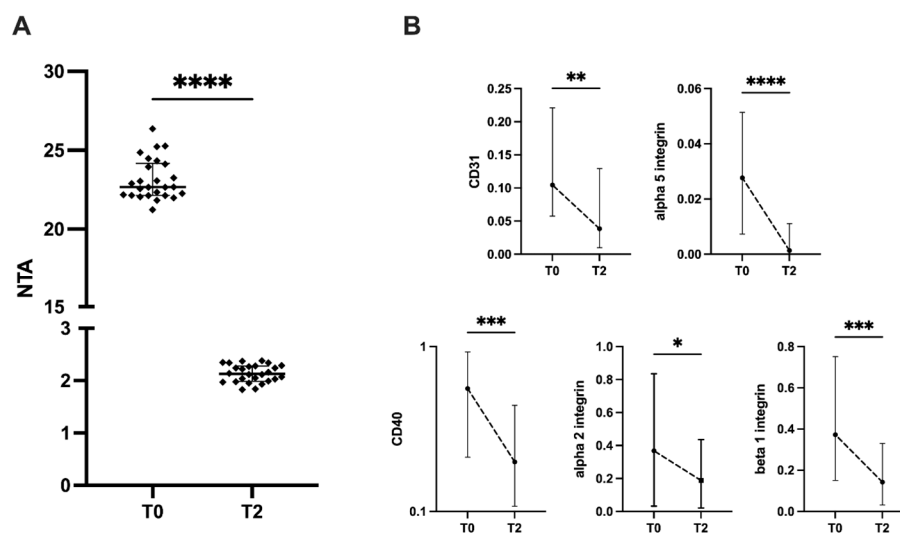 A
B
****
30
25
20
15
3
2
1
0
NTA
T0 T2
**
0.25
0.20
0.15
0.10
0.05
0.00
CD31
T0 T2
****
0.06
0.04
0.02
0.00
alpha 5 integrin
T0 T2
***
1
0.1
CD40
T0 T2
*
1.0
0.8
0.6
0.4
0.2
0.0
alpha 2 integrin
T0 T2
***
0.8
0.6
0.4
0.2
0.0
beta 1 integrin
T0 T2